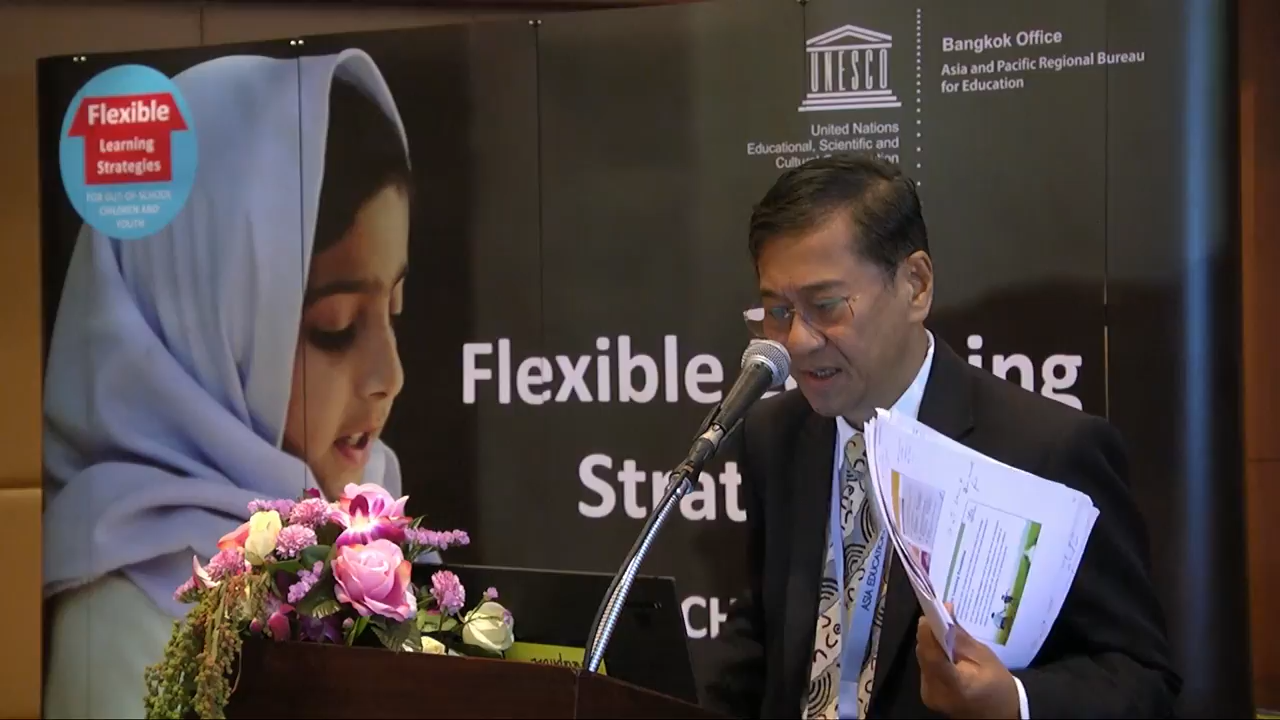 Flexible
Learning
Strategies
FOR OUT-OF-SCHOOL
CHILDREN AND
YOUTH
UNESCO
United Nations
Educational, Scientific and
Bangkok Office
Asia and Pacific Regional Bureau
for Education
Flexible
ing
Strat
CH
ASIA EDUCATIO